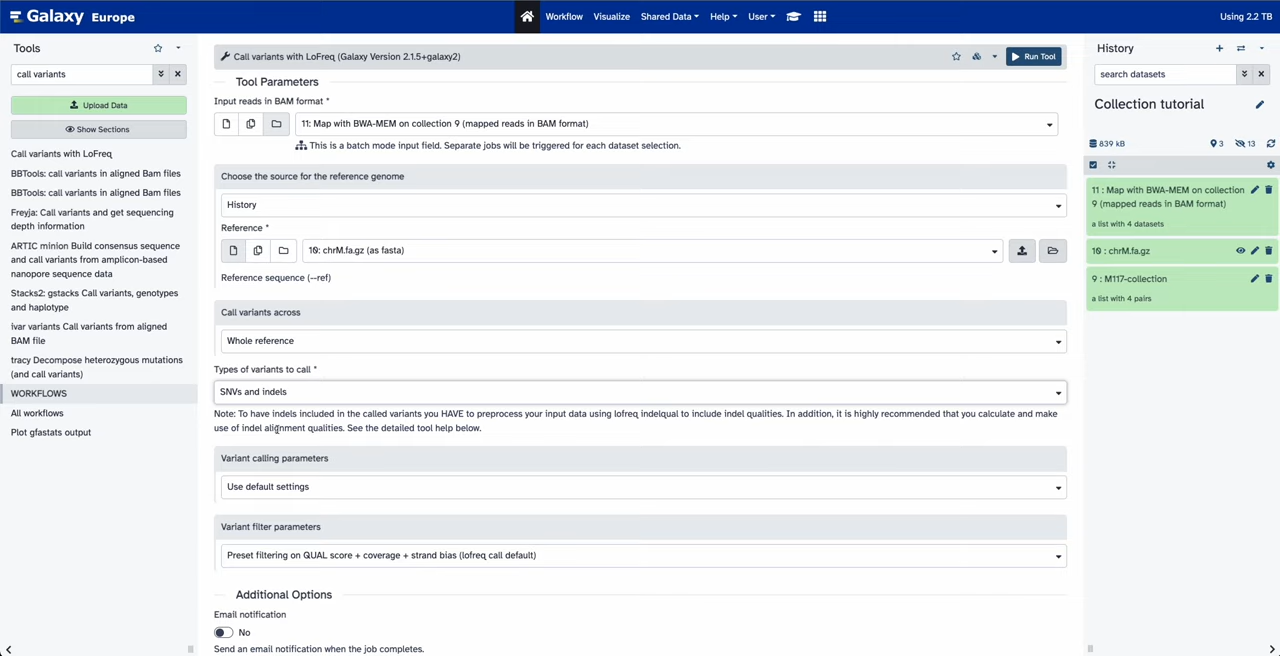 Galaxy Europe
Workflow Visualize Shared Data Help User
Using 2.2 TB
Tools
call variants
Upload Data
Show Sections
Call variants with LoFreq
BBTools: call variants in aligned Bam files
BBTools: call variants in aligned Bam files
Freyja: Call variants and get sequencing
depth information
ARTIC minion Build consensus sequence
and call variants from amplicon-based
nanopore sequence data
Stacks2: gstacks Call variants, genotypes
and haplotype
ivar variants Call variants from aligned
BAM file
tracy Decompose heterozygous mutations
(and call variants)
WORKFLOWS
All workflows
Plot gfastats output
Call variants with LoFreq (Galaxy Version 2.1.5+galaxy2)
Run Tool
Tool Parameters
Input reads in BAM format *
11: Map with BWA-MEM on collection 9 (mapped reads in BAM format)
This is a batch mode input field. Separate jobs will be triggered for each dataset selection.
Choose the source for the reference genome
History
Reference *
10: chrM.fa.gz (as fasta)
Reference sequence (--ref)
Call variants across
Whole reference
Types of variants to call *
SNVs and indels
Note: To have indels included in the called variants you HAVE to preprocess your input data using lofreq indelqual to include indel qualities. In addition, it is highly recommended that you calculate and make
use of indel alignment qualities. See the detailed tool help below.
Variant calling parameters
Use default settings
Variant filter parameters
Preset filtering on QUAL score + coverage + strand bias (lofreq call default)
Additional Options
Email notification
No
Send an email notification when the job completes.
History
search datasets
Collection tutorial
839 kB
3
13
11 : Map with BWA-MEM on collection
9 (mapped reads in BAM format)
a list with 4 datasets
10 : chrM.fa.gz
9 : M117-collection
a list with 4 pairs